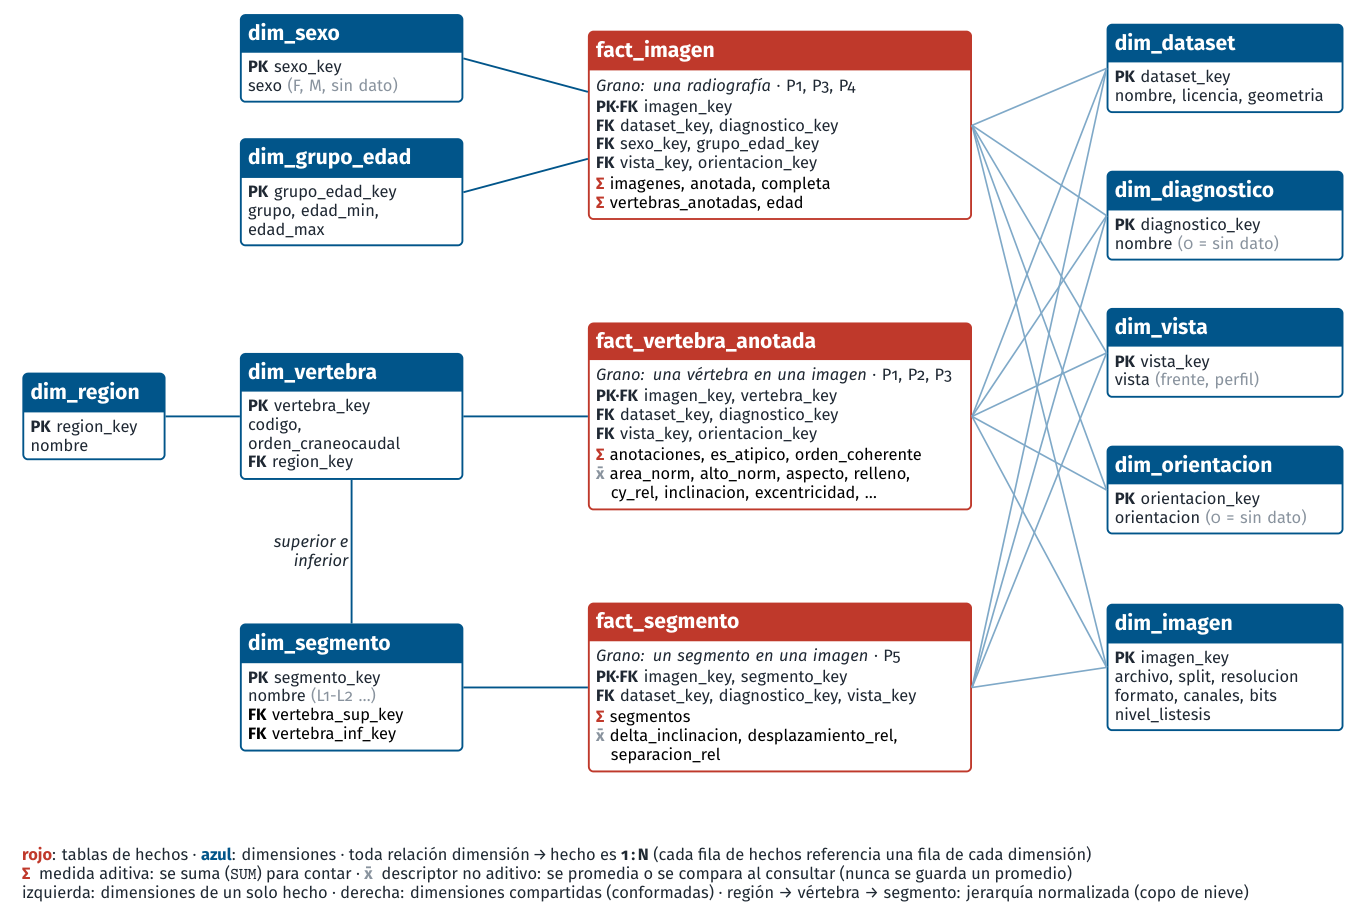 dim_sexo
PK sexo_key
sexo (F, M, sin dato)
dim_grupo_edad
PK grupo_edad_key
grupo, edad_min,
edad_max
dim_region
PK region_key
nombre
dim_vertebra
PK vertebra_key
codigo,
orden_craneocaudal
FK region_key
superior e
inferior
dim_segmento
PK segmento_key
nombre (L1-L2 ...)
FK vertebra_sup_key
FK vertebra_inf_key
fact_imagen
Grano: una radiografía · P1, P3, P4
PK·FK imagen_key
FK dataset_key, diagnostico_key
FK sexo_key, grupo_edad_key
FK vista_key, orientacion_key
Σ imagenes, anotada, completa
Σ vertebras_anotadas, edad
fact_vertebra_anotada
Grano: una vértebra en una imagen · P1, P2, P3
PK·FK imagen_key, vertebra_key
FK dataset_key, diagnostico_key
FK vista_key, orientacion_key
Σ anotaciones, es_atipico, orden_coherente
x̄ area_norm, alto_norm, aspecto, relleno,
cy_rel, inclinacion, excentricidad, ...
fact_segmento
Grano: un segmento en una imagen · P5
PK·FK imagen_key, segmento_key
FK dataset_key, diagnostico_key, vista_key
Σ segmentos
x̄ delta_inclinacion, desplazamiento_rel,
separacion_rel
dim_dataset
PK dataset_key
nombre, licencia, geometria
dim_diagnostico
PK diagnostico_key
nombre (0 = sin dato)
dim_vista
PK vista_key
vista (frente, perfil)
dim_orientacion
PK orientacion_key
orientacion (0 = sin dato)
dim_imagen
PK imagen_key
archivo, split, resolucion
formato, canales, bits
nivel_listesis
rojo: tablas de hechos · azul: dimensiones · toda relación dimensión → hecho es 1:N (cada fila de hechos referencia una fila de cada dimensión)
Σ medida aditiva: se suma (SUM) para contar · x̄ descriptor no aditivo: se promedia o se compara al consultar (nunca se guarda un promedio)
izquierda: dimensiones de un solo hecho · derecha: dimensiones compartidas (conformadas) · región → vértebra → segmento: jerarquía normalizada (copo de nieve)